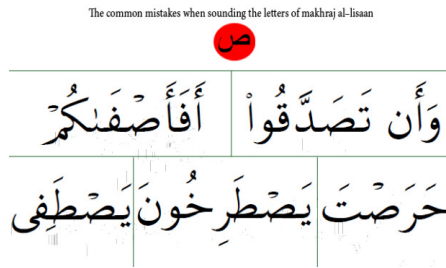 The common mistakes when sounding the letters of makhraj al-lisaan
ص
وَأَن تَصَدَّقُوا۟ أَفَأَصۡفَىٰكُمۡ
حَرَصۡتَ يَصۡطَرِخُونَ يَصۡطَفِى